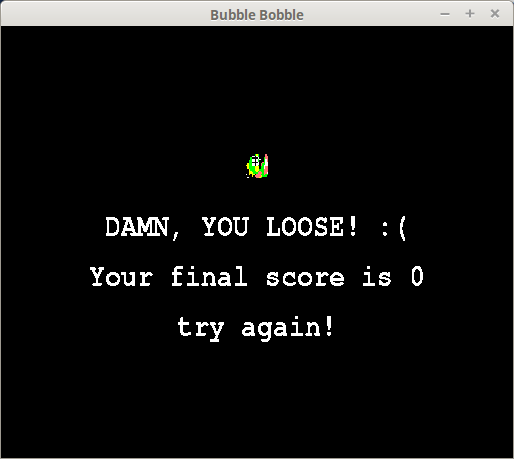 Bubble Bobble
DAMN, YOU LOOSE! :(
Your final score is 0
try again!